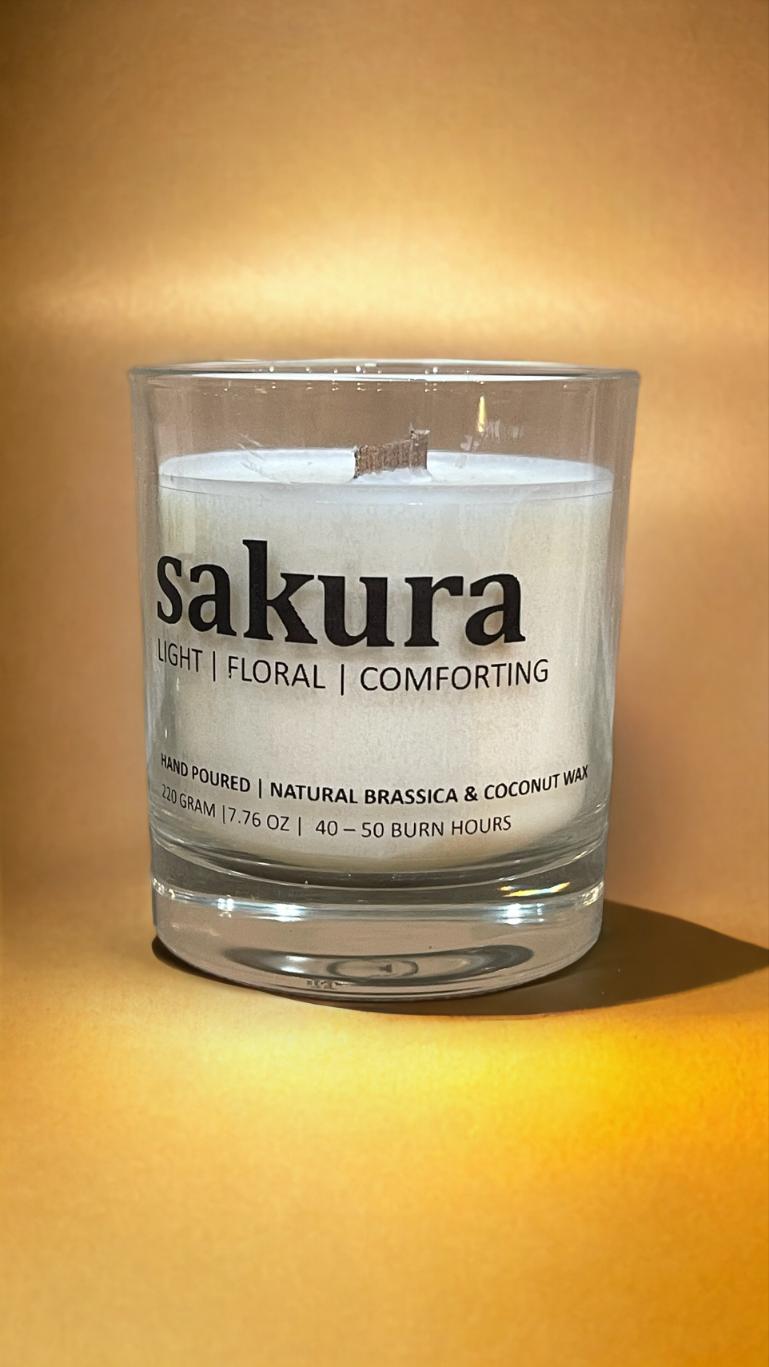 sakura
LIGHT | FLORAL | COMFORTING
HAND POURED | NATURAL BRASSICA & COCONUT WAX
220 GRAM |7.76 OZ | 40 – 50 BURN HOURS